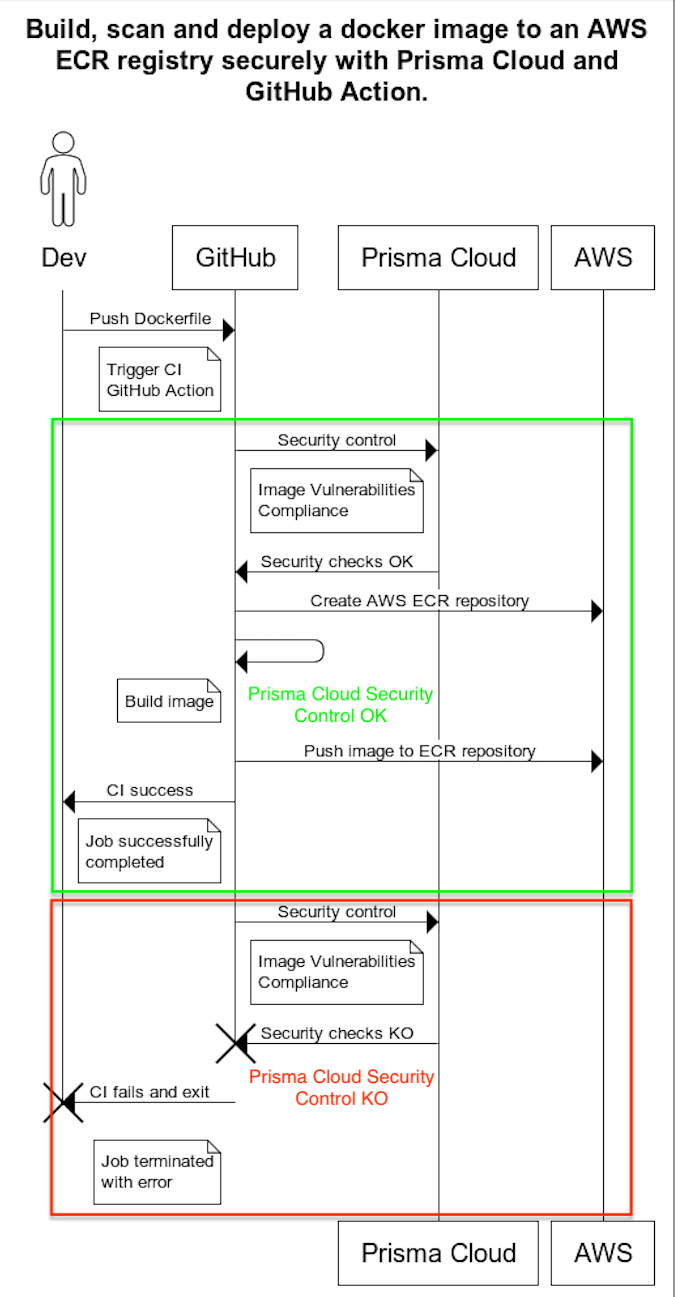 Build, scan and deploy a docker image to an AWS
ECR registry securely with Prisma Cloud and
GitHub Action.
Dev
GitHub
Prisma Cloud
AWS
Push Dockerfile
Trigger CI
GitHub Action
Security control
Image Vulnerabilities
Compliance
Security checks OK
Create AWS ECR repository
Build image
Prisma Cloud Security
Control OK
Push image to ECR repository
CI success
Job successfully
completed
Security control
Image Vulnerabilities
Compliance
Security checks KO
Prisma Cloud Security
Control KO
CI fails and exit
Job terminated
with error
Prisma Cloud
AWS